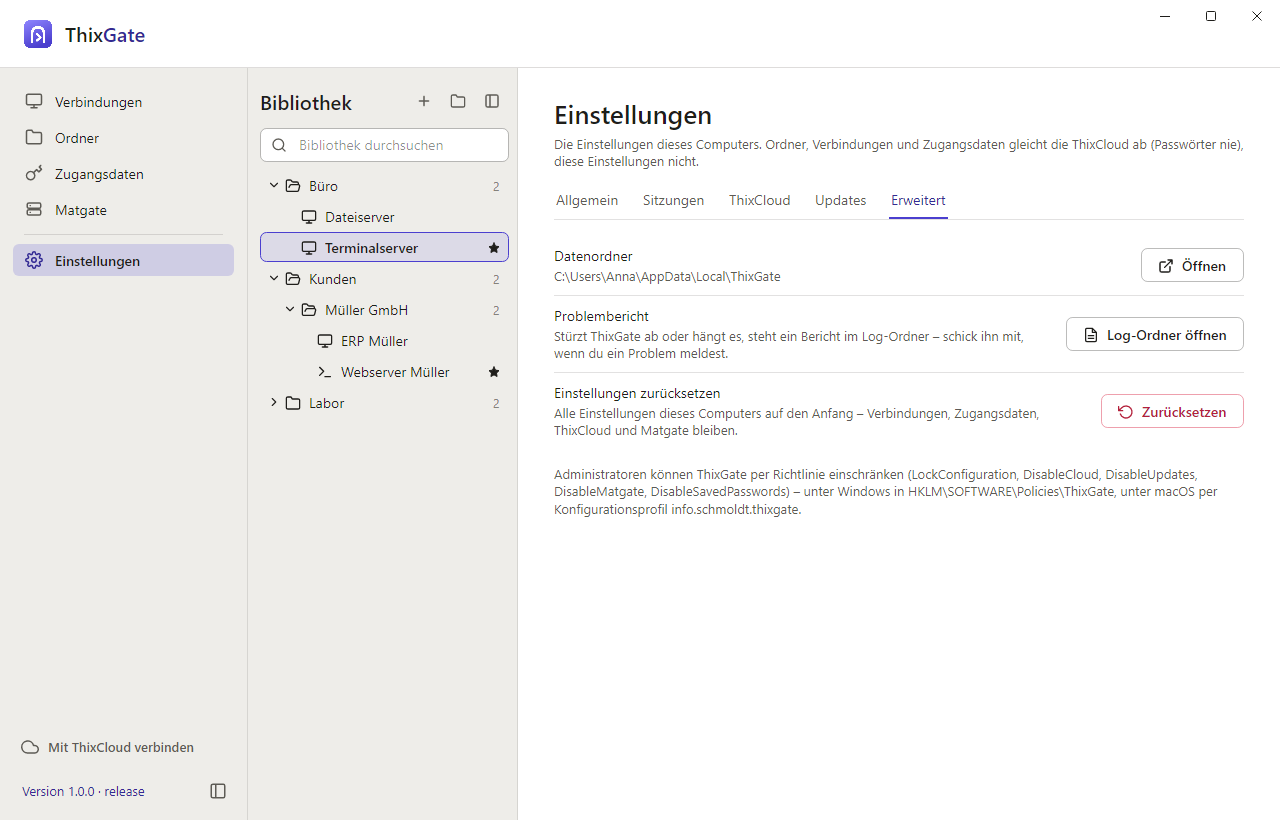 ThixGate
Verbindungen
Ordner
Zugangsdaten
Matgate
Einstellungen
Mit ThixCloud verbinden
Version 1.0.0 · release
Bibliothek
Bibliothek durchsuchen
Büro 2
Dateiserver
Terminalserver
Kunden 2
Müller GmbH 2
ERP Müller
Webserver Müller
Labor 2
Einstellungen
Die Einstellungen dieses Computers. Ordner, Verbindungen und Zugangsdaten gleicht die ThixCloud ab (Passwörter nie),
diese Einstellungen nicht.
Allgemein Sitzungen ThixCloud Updates Erweitert
Datenordner
C:\Users\Anna\AppData\Local\ThixGate
Öffnen
Problembericht
Stürzt ThixGate ab oder hängt es, steht ein Bericht im Log-Ordner – schick ihn mit,
wenn du ein Problem meldest.
Log-Ordner öffnen
Einstellungen zurücksetzen
Alle Einstellungen dieses Computers auf den Anfang – Verbindungen, Zugangsdaten,
ThixCloud und Matgate bleiben.
Zurücksetzen
Administratoren können ThixGate per Richtlinie einschränken (LockConfiguration, DisableCloud, DisableUpdates,
DisableMatgate, DisableSavedPasswords) – unter Windows in HKLM\SOFTWARE\Policies\ThixGate, unter macOS per
Konfigurationsprofil info.schmoldt.thixgate.